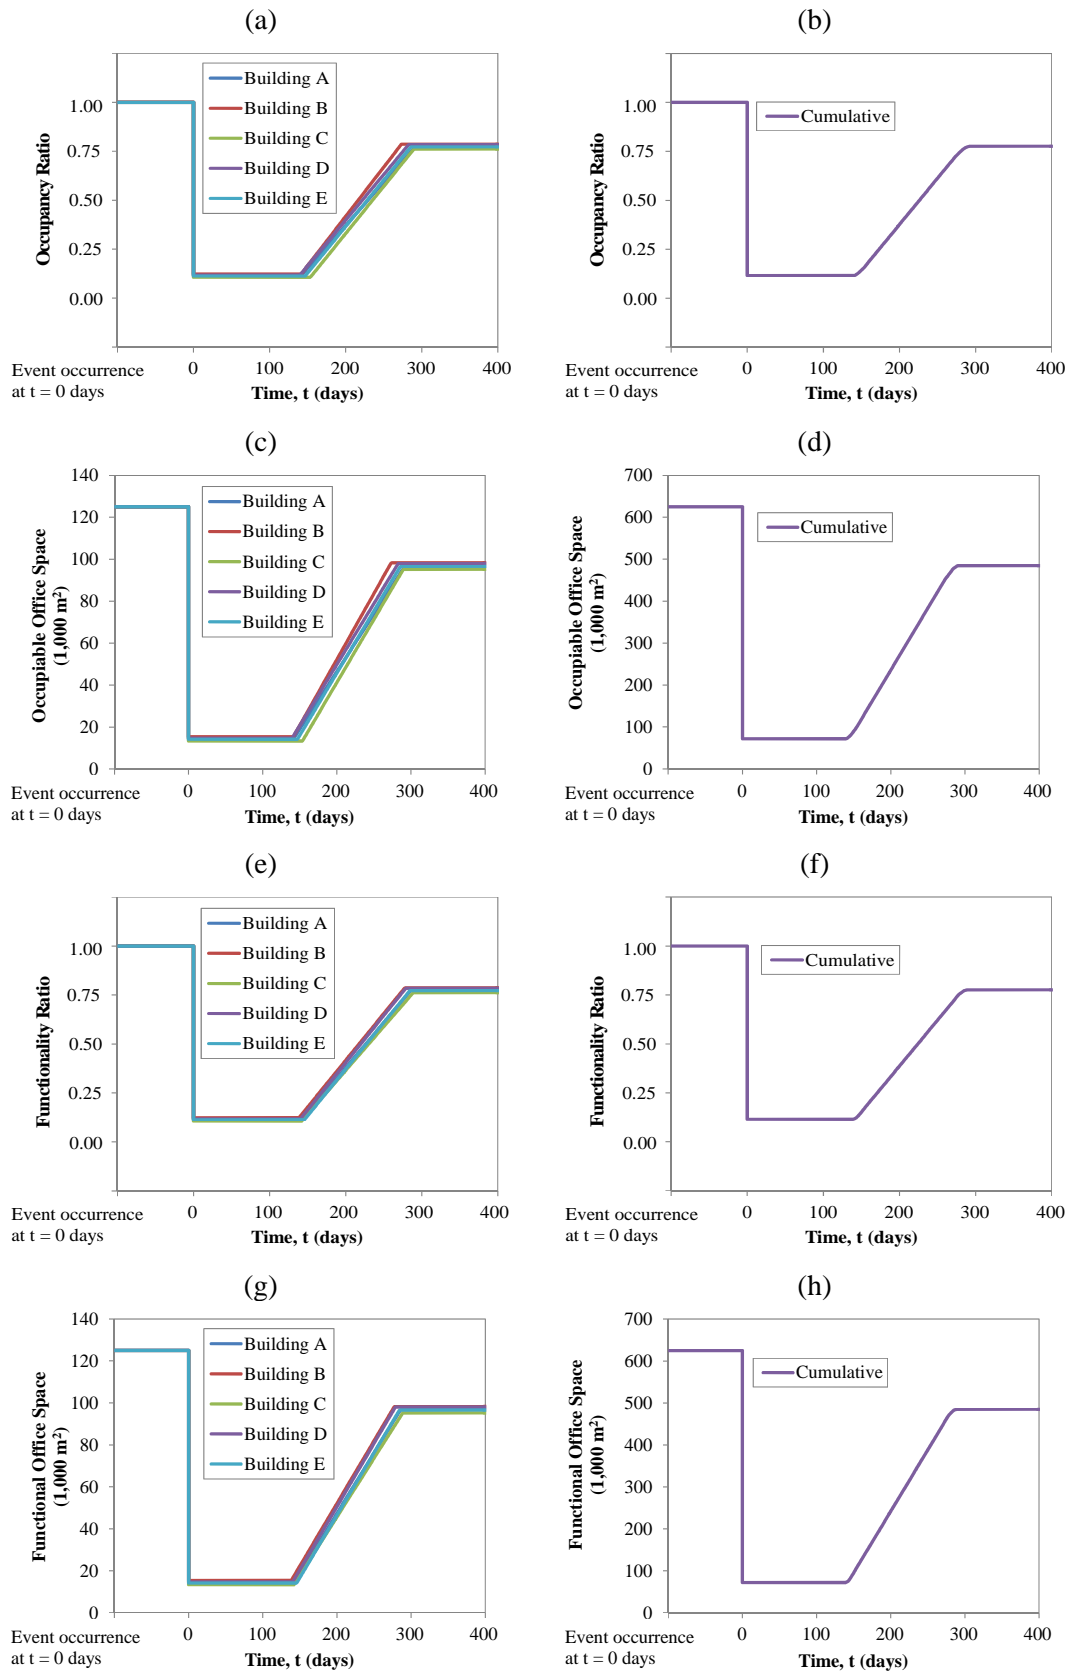 (a)
Occupancy Ratio
1.00
0.75
0.50
0.25
0.00
Building A
Building B
Building C
Building D
Building E
0 100 200 300 400
Event occurrence
at t = 0 days
Time, t (days)
(b)
Occupancy Ratio
1.00
0.75
0.50
0.25
0.00
Cumulative
0 100 200 300 400
Event occurrence
at t = 0 days
Time, t (days)
(c)
Occupiable Office Space
(1,000 m²)
140
120
100
80
60
40
20
0
Building A
Building B
Building C
Building D
Building E
0 100 200 300 400
Event occurrence
at t = 0 days
Time, t (days)
(d)
Occupiable Office Space
(1,000 m²)
700
600
500
400
300
200
100
0
Cumulative
0 100 200 300 400
Event occurrence
at t = 0 days
Time, t (days)
(e)
Functionality Ratio
1.00
0.75
0.50
0.25
0.00
Building A
Building B
Building C
Building D
Building E
0 100 200 300 400
Event occurrence
at t = 0 days
Time, t (days)
(f)
Functionality Ratio
1.00
0.75
0.50
0.25
0.00
Cumulative
0 100 200 300 400
Event occurrence
at t = 0 days
Time, t (days)
(g)
Functional Office Space
(1,000 m²)
140
120
100
80
60
40
20
0
Building A
Building B
Building C
Building D
Building E
0 100 200 300 400
Event occurrence
at t = 0 days
Time, t (days)
(h)
Functional Office Space
(1,000 m²)
700
600
500
400
300
200
100
0
Cumulative
0 100 200 300 400
Event occurrence
at t = 0 days
Time, t (days)